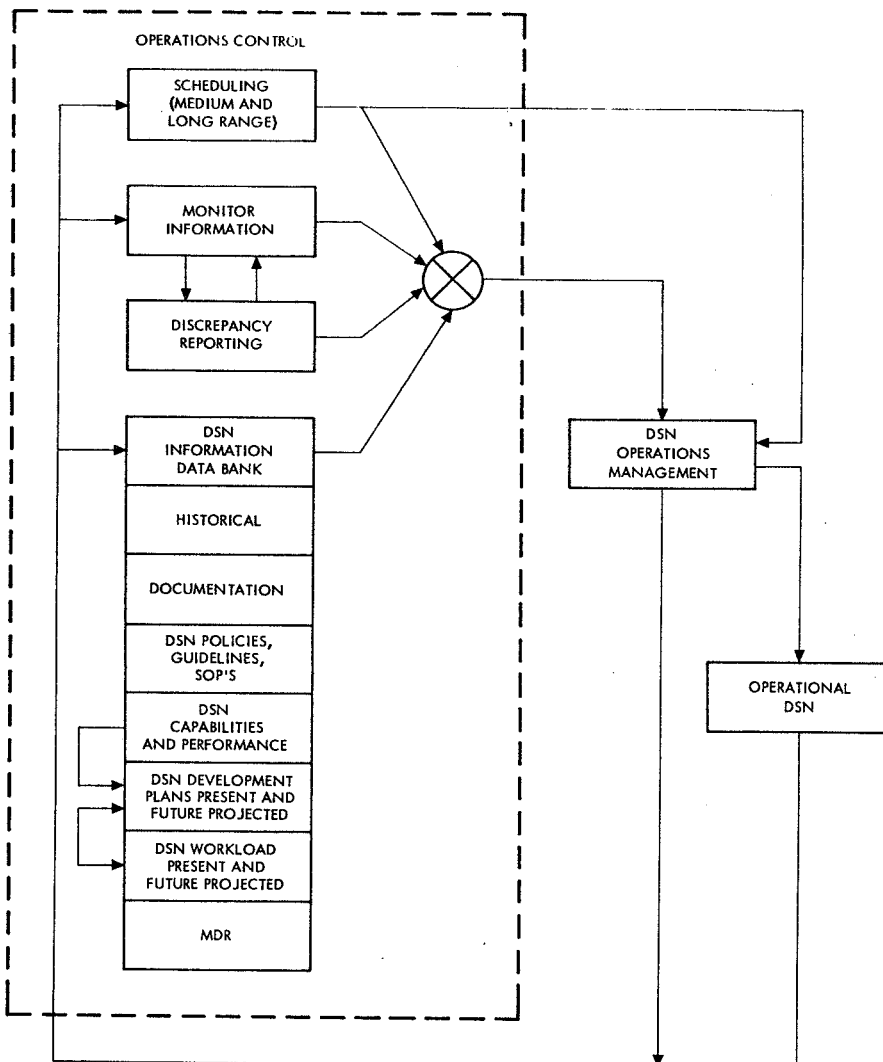 OPERATIONS CONTROL
SCHEDULING
(MEDIUM AND
LONG RANGE)
MONITOR
INFORMATION
DISCREPANCY
REPORTING
DSN
INFORMATION
DATA BANK
HISTORICAL
DOCUMENTATION
DSN POLICIES,
GUIDELINES,
SOP'S
DSN
CAPABILITIES
AND PERFORMANCE
DSN DEVELOPMENT
PLANS PRESENT AND
FUTURE PROJECTED
DSN WORKLOAD
PRESENT AND
FUTURE PROJECTED
MDR
DSN
OPERATIONS
MANAGEMENT
OPERATIONAL
DSN